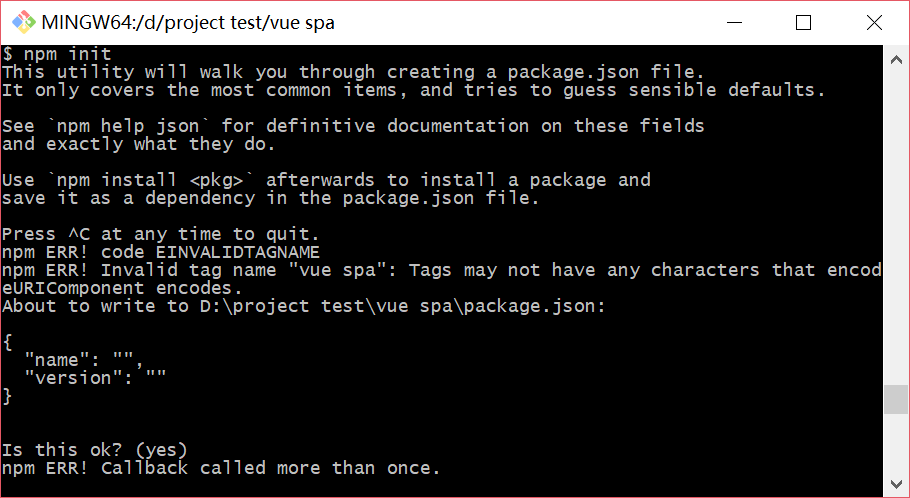 MINGW64:/d/project test/vue spa
$ npm init
This utility will walk you through creating a package.json file.
It only covers the most common items, and tries to guess sensible defaults.
See `npm help json` for definitive documentation on these fields
and exactly what they do.
Use `npm install <pkg>` afterwards to install a package and
save it as a dependency in the package.json file.
Press ^C at any time to quit.
npm ERR! code EINVALIDTAGNAME
npm ERR! Invalid tag name "vue spa": Tags may not have any characters that encod
eURIComponent encodes.
About to write to D:\project test\vue spa\package.json:
{
  "name": "",
  "version": ""
}
Is this ok? (yes)
npm ERR! Callback called more than once.